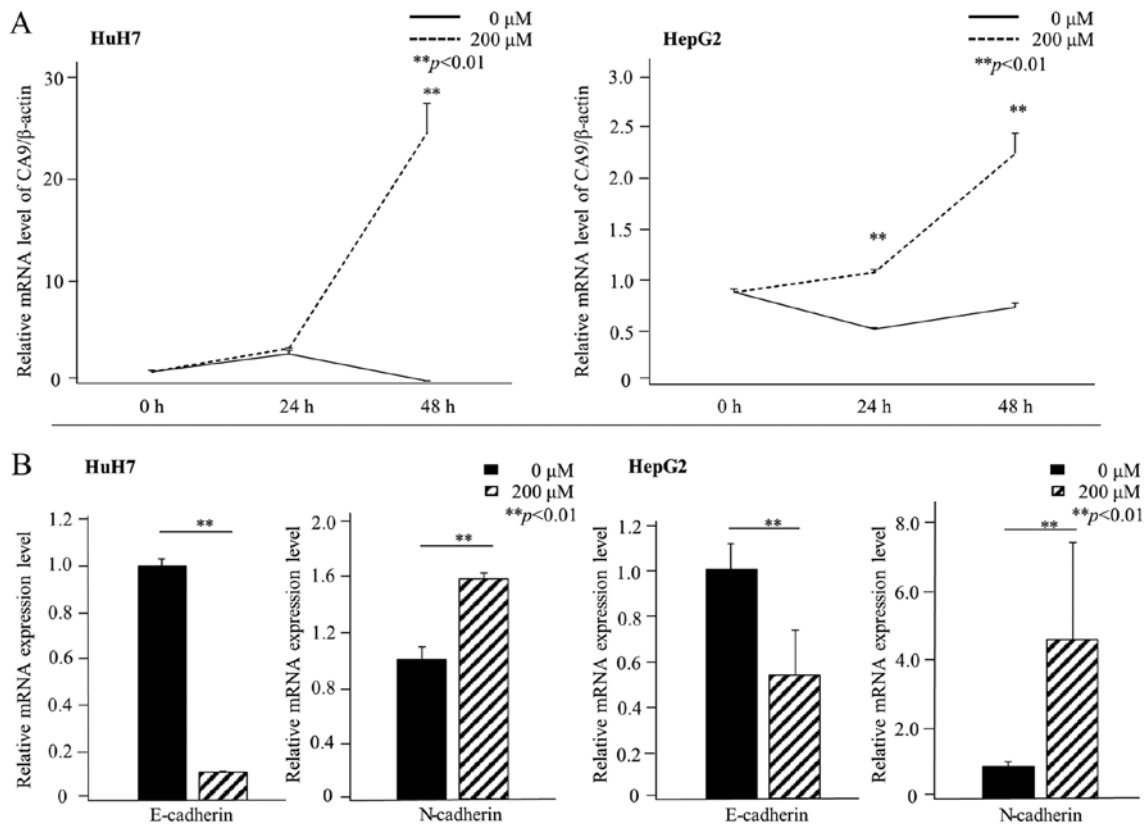 A
HuH7
0 μM
200 μM
**p<0.01
Relative mRNA level of CA9/β-actin
30
20
10
0
**
0 h
24 h
48 h
HepG2
0 μM
200 μM
**p<0.01
Relative mRNA level of CA9/β-actin
3.0
2.5
2.0
1.5
1.0
0.5
0
**
**
0 h
24 h
48 h
B
HuH7
0 μM
200 μM
**p<0.01
Relative mRNA expression level
1.2
1.0
0.8
0.6
0.4
0.2
0
**
E-cadherin
Relative mRNA expression level
2.0
1.6
1.2
0.8
0.4
0
**
N-cadherin
HepG2
0 μM
200 μM
**p<0.01
Relative mRNA expression level
1.2
1.0
0.8
0.6
0.4
0.2
0
**
E-cadherin
Relative mRNA expression level
8.0
6.0
4.0
2.0
0
**
N-cadherin